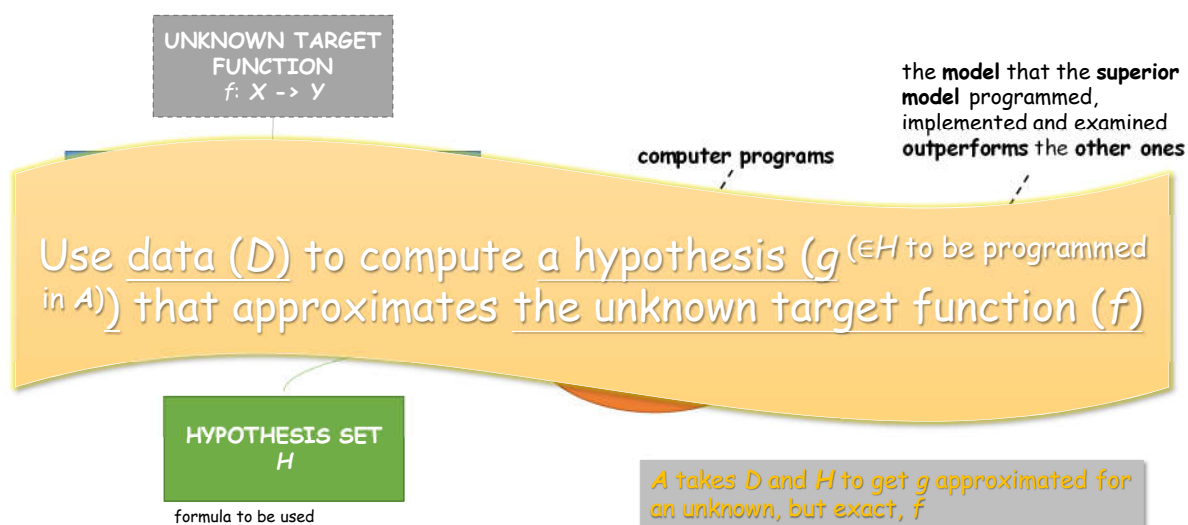 UNKNOWN TARGET
FUNCTION
f: X -> Y
the model that the superior
model programmed,
implemented and examined
outperforms the other ones
computer programs
Use data (D) to compute a hypothesis (g (∈H to be programmed
in A)) that approximates the unknown target function (f)
HYPOTHESIS SET
H
formula to be used
A takes D and H to get g approximated for
an unknown, but exact, f